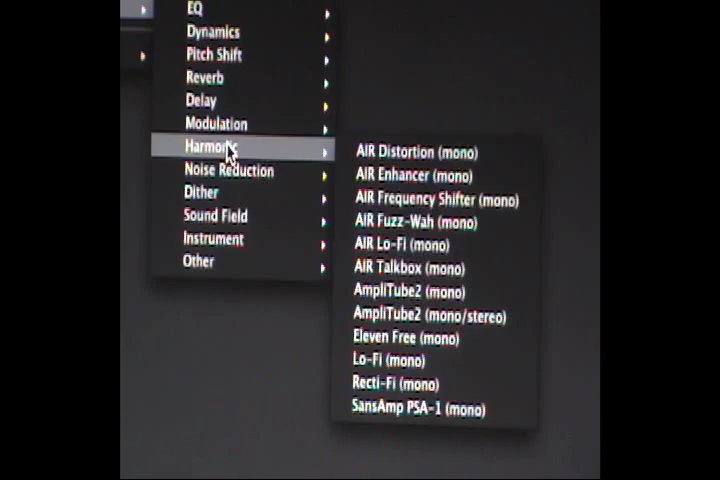 EQ
Dynamics
Pitch Shift
Reverb
Delay
Modulation
Harmonic
Noise Reduction
Dither
Sound Field
Instrument
Other
AIR Distortion (mono)
AIR Enhancer (mono)
AIR Frequency Shifter (mono)
AIR Fuzz-Wah (mono)
AIR Lo-Fi (mono)
AIR Talkbox (mono)
AmpliTube2 (mono)
AmpliTube2 (mono/stereo)
Eleven Free (mono)
Lo-Fi (mono)
Recti-Fi (mono)
SansAmp PSA-1 (mono)